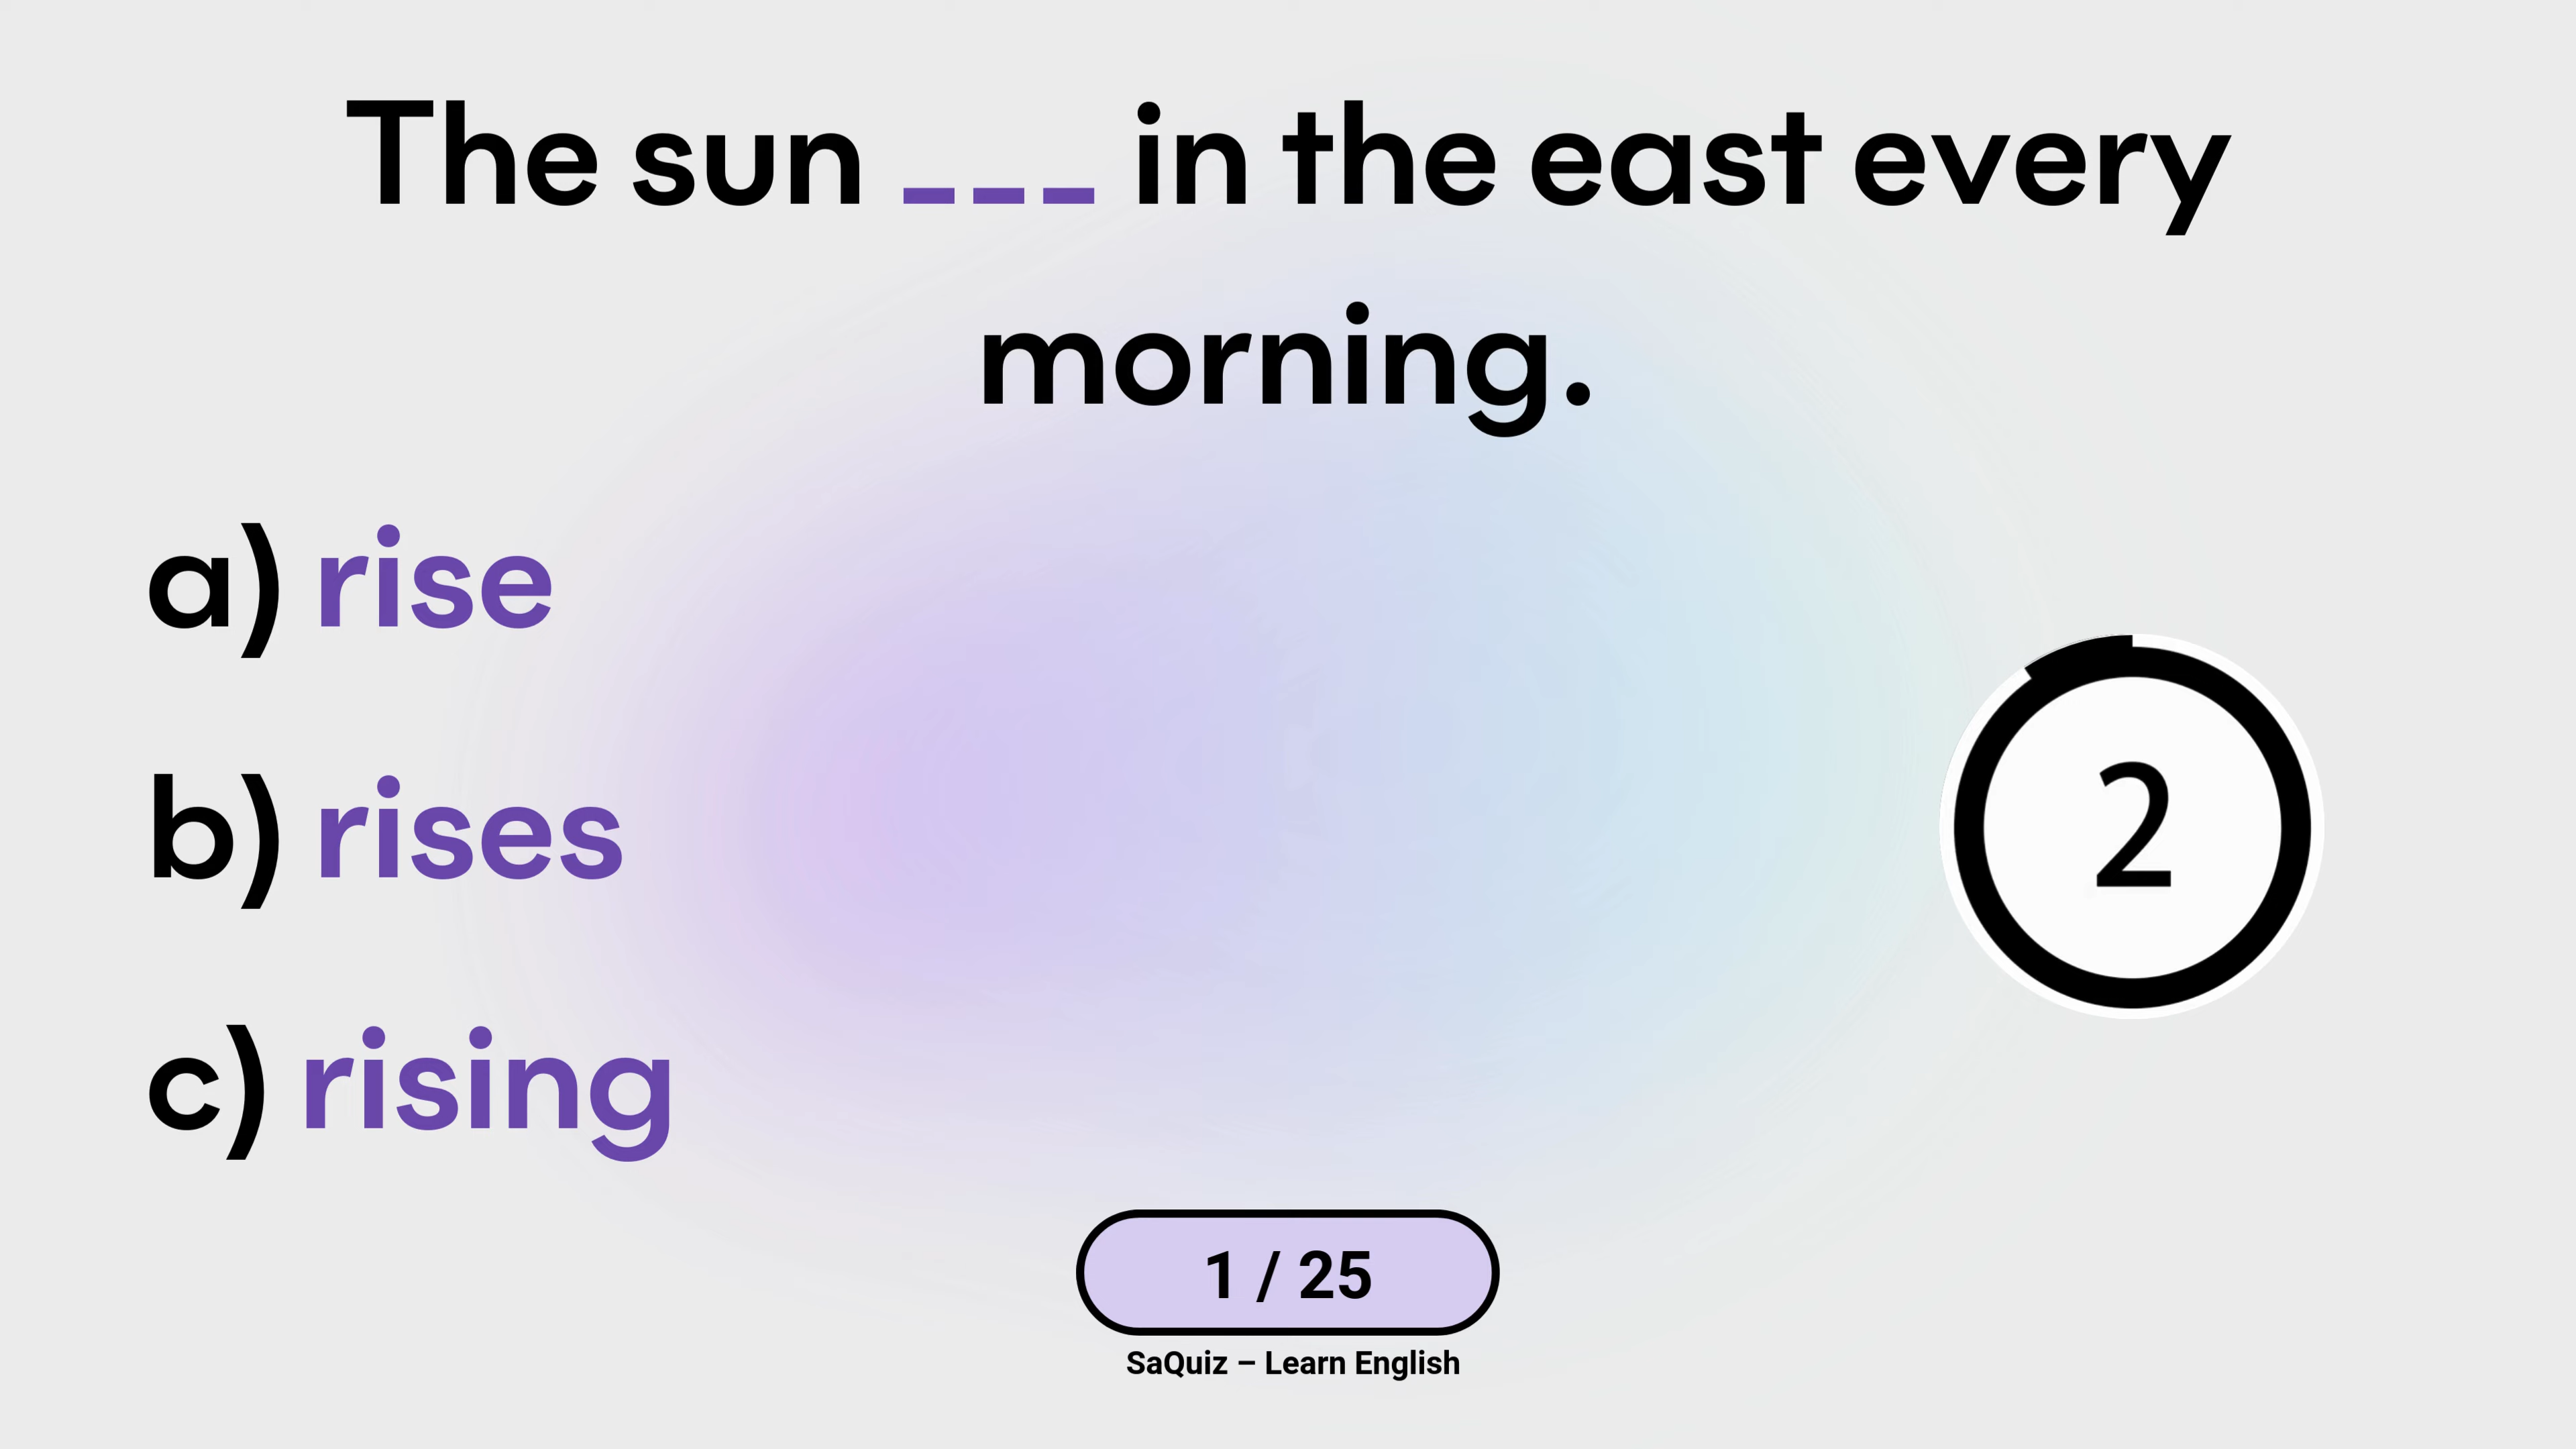 The sun ___ in the east every
morning.
a) rise
b) rises
c) rising
2
1 / 25
SaQuiz – Learn English